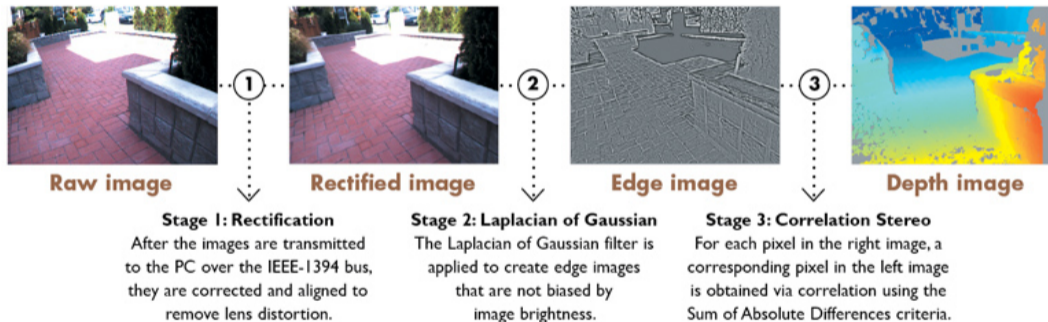 1
2
3
Raw image
Rectified image
Edge image
Depth image
Stage 1: Rectification
After the images are transmitted
to the PC over the IEEE-1394 bus,
they are corrected and aligned to
remove lens distortion.
Stage 2: Laplacian of Gaussian
The Laplacian of Gaussian filter is
applied to create edge images
that are not biased by
image brightness.
Stage 3: Correlation Stereo
For each pixel in the right image, a
corresponding pixel in the left image
is obtained via correlation using the
Sum of Absolute Differences criteria.